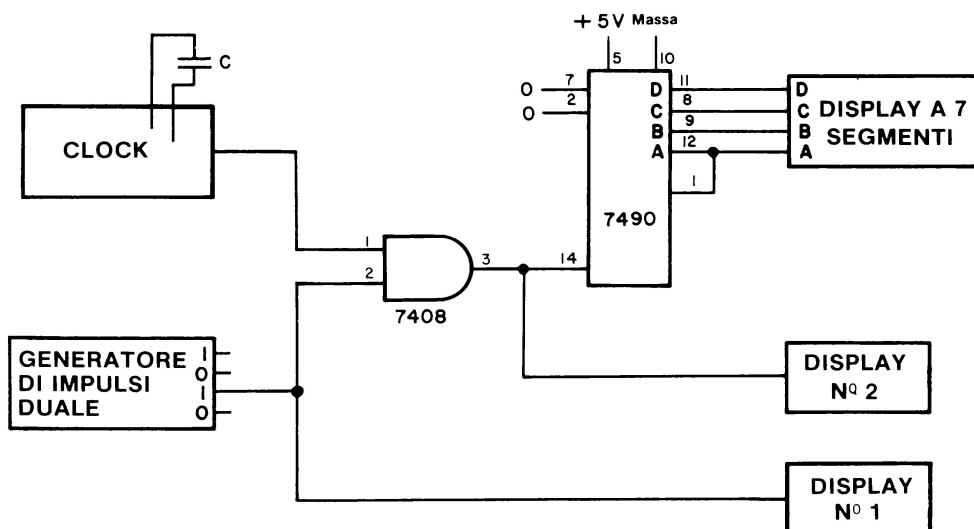 + 5V Massa
5
10
C
7
2
0
0
D
C
B
A
11
8
9
12
1
D
C
B
A
DISPLAY A 7
SEGMENTI
CLOCK
7490
1
2
3
14
7408
GENERATORE
DI IMPULSI
DUALE
1
0
1
0
DISPLAY
Nº 2
DISPLAY
Nº 1